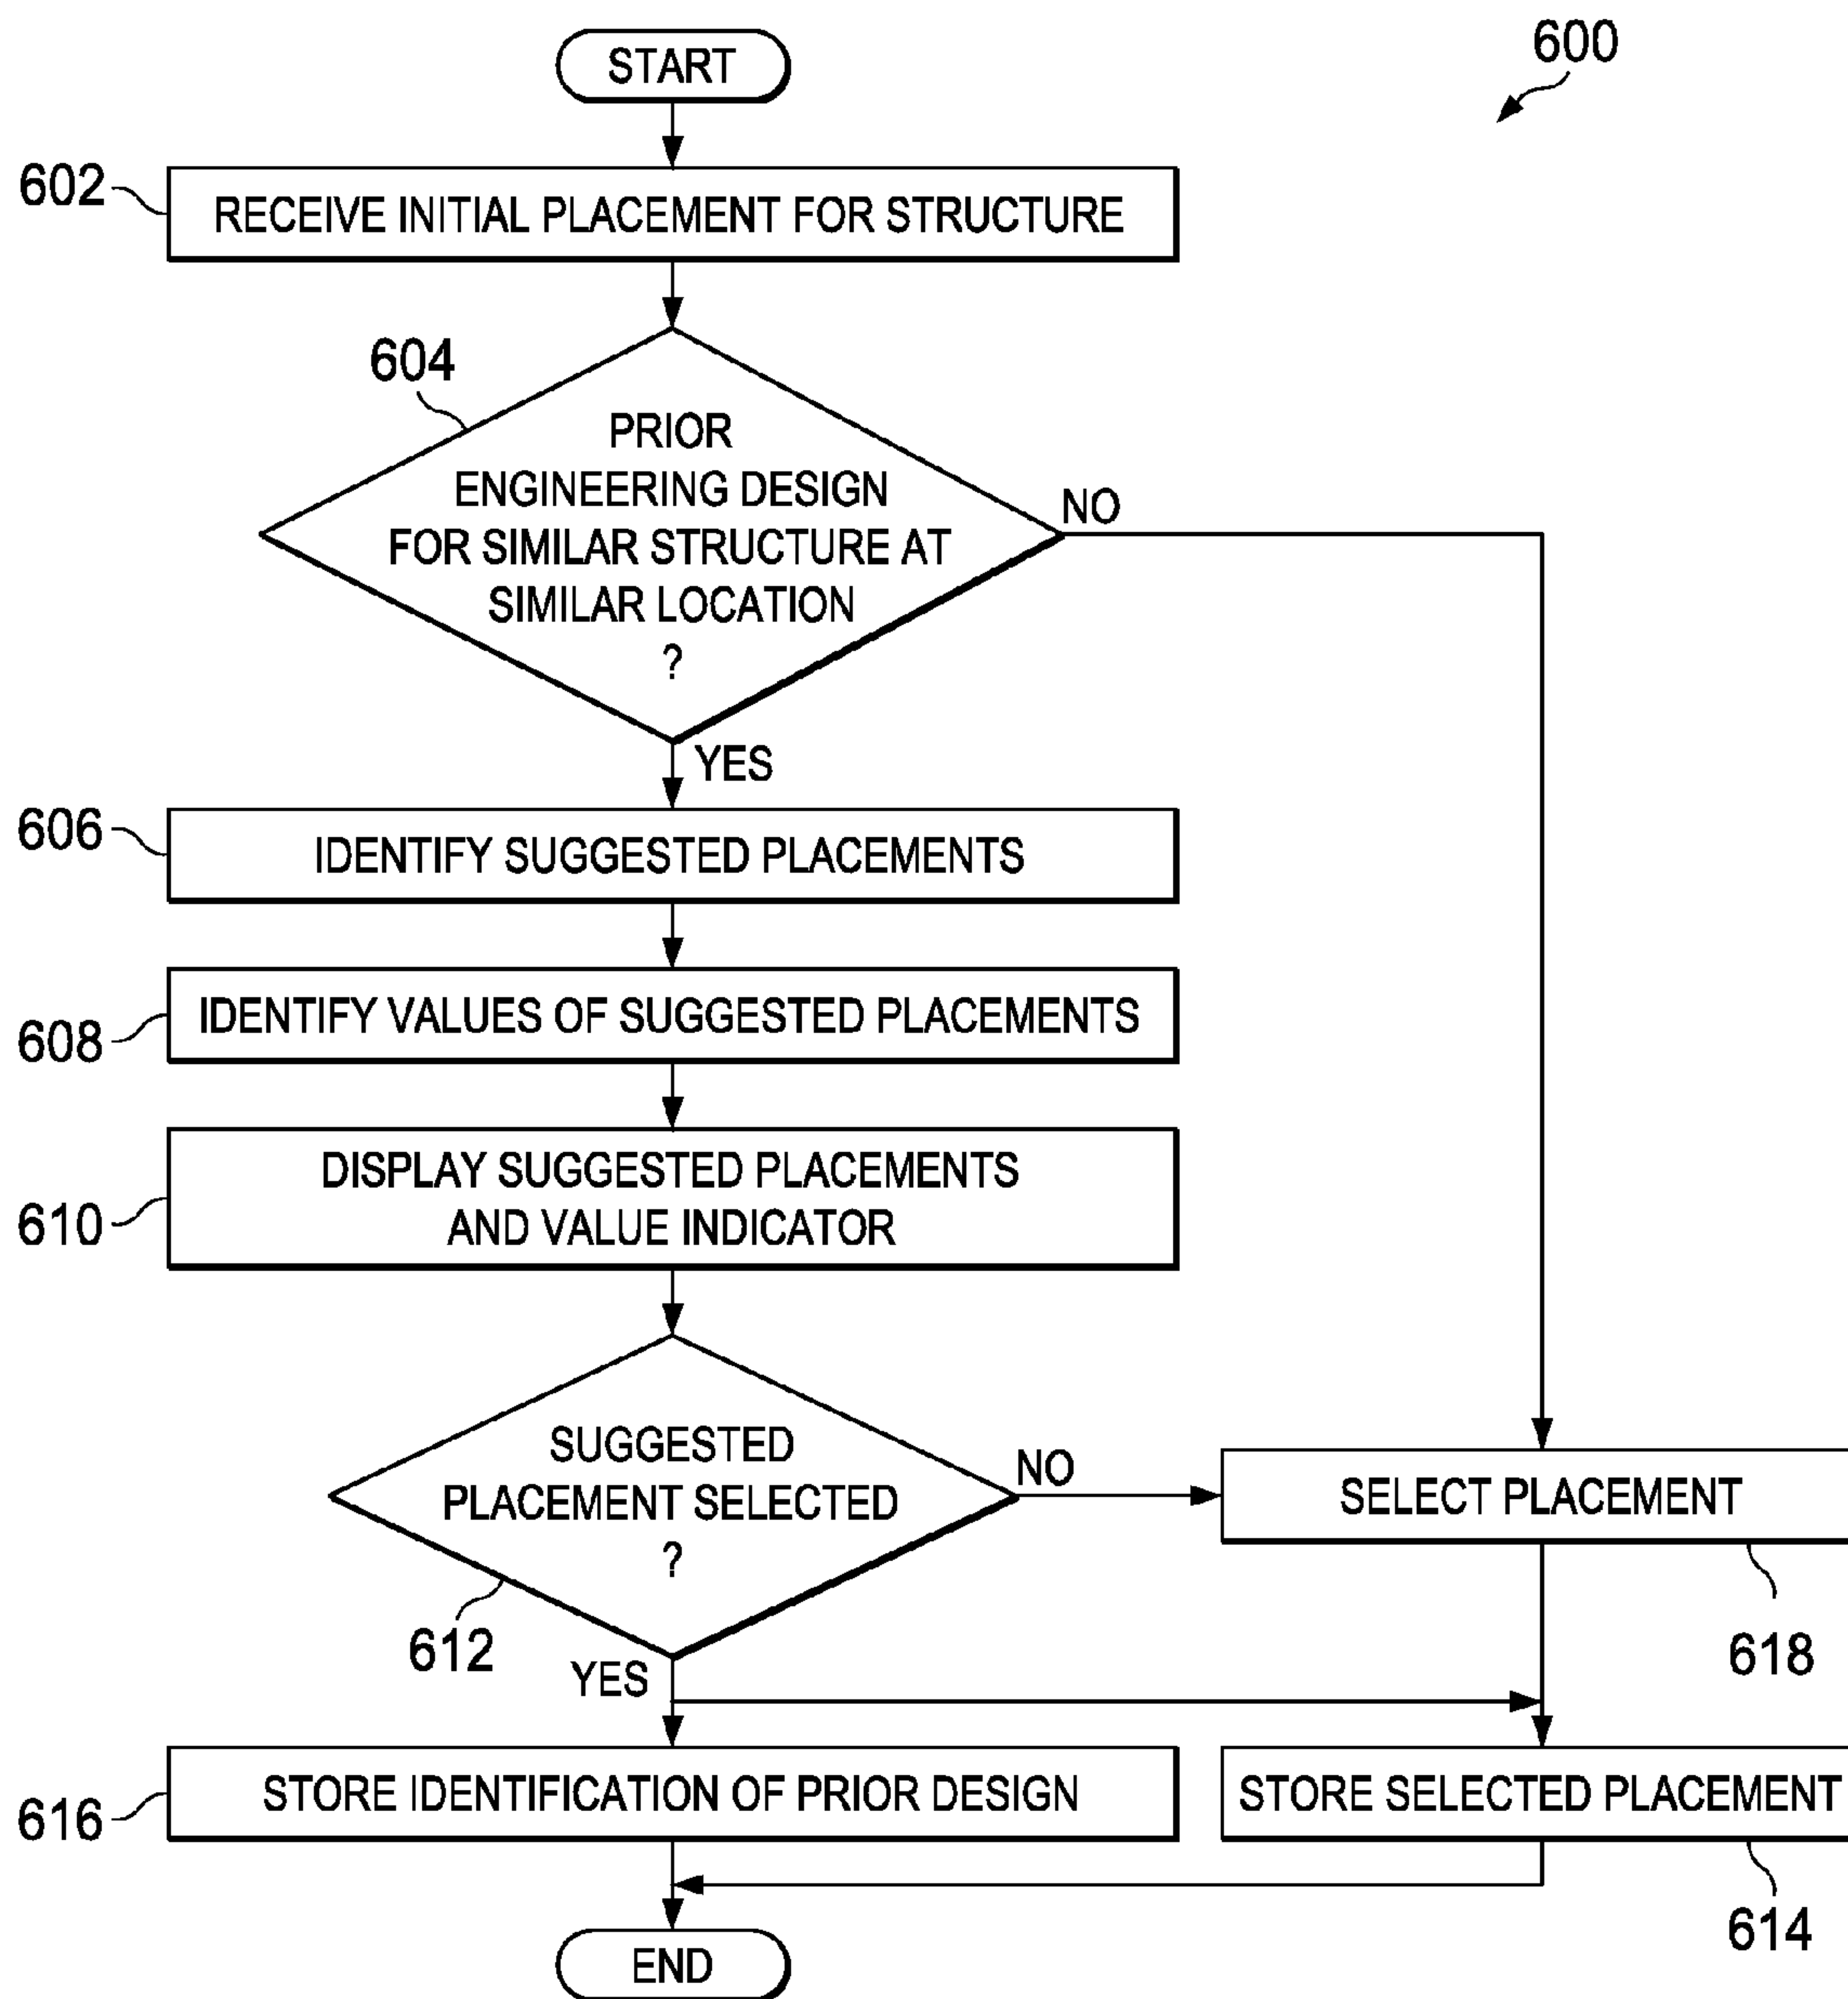 600
START
602
RECEIVE INITIAL PLACEMENT FOR STRUCTURE
604
PRIOR
ENGINEERING DESIGN
FOR SIMILAR STRUCTURE AT
SIMILAR LOCATION
?
NO
YES
606
IDENTIFY SUGGESTED PLACEMENTS
608
IDENTIFY VALUES OF SUGGESTED PLACEMENTS
610
DISPLAY SUGGESTED PLACEMENTS
AND VALUE INDICATOR
612
SUGGESTED
PLACEMENT SELECTED
?
NO
YES
SELECT PLACEMENT
618
616
STORE IDENTIFICATION OF PRIOR DESIGN
STORE SELECTED PLACEMENT
614
END